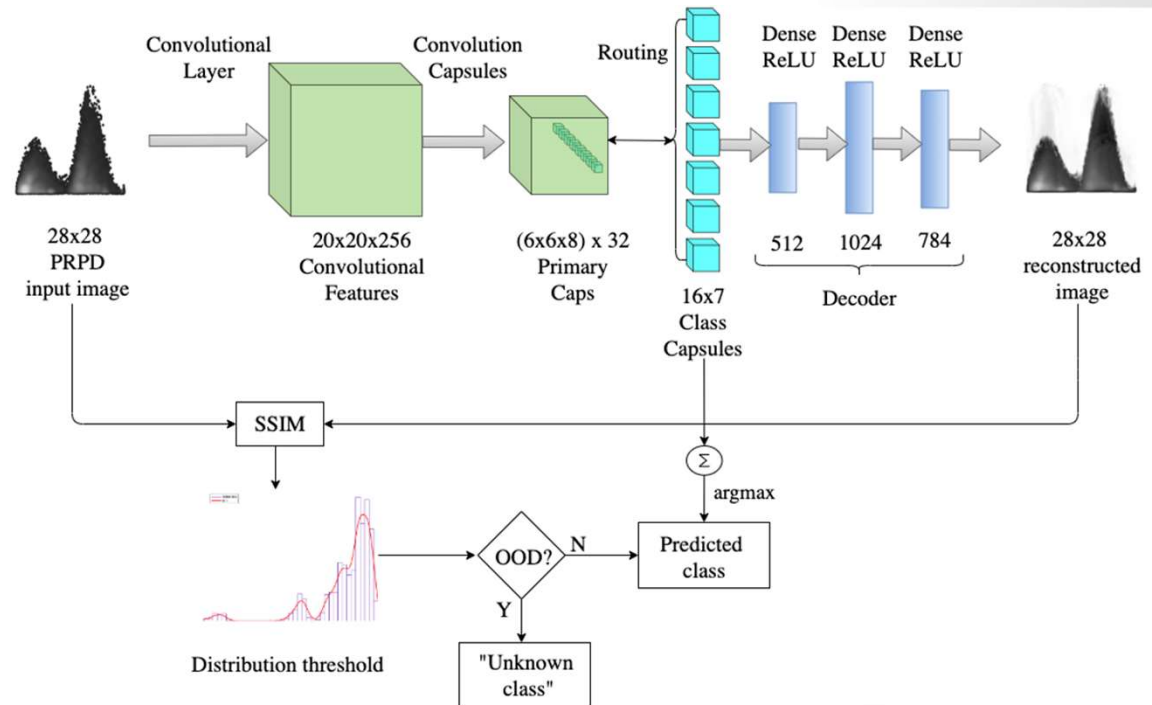 Convolutional
Layer
Convolution
Capsules
Routing
Dense
ReLU
Dense
ReLU
Dense
ReLU
28x28
PRPD
input image
20x20x256
Convolutional
Features
(6x6x8) x 32
Primary
Caps
16x7
Class
Capsules
512
1024
784
Decoder
28x28
reconstructed
image
SSIM
Σ
argmax
OOD?
N
Y
Predicted
class
"Unknown
class"
Distribution threshold